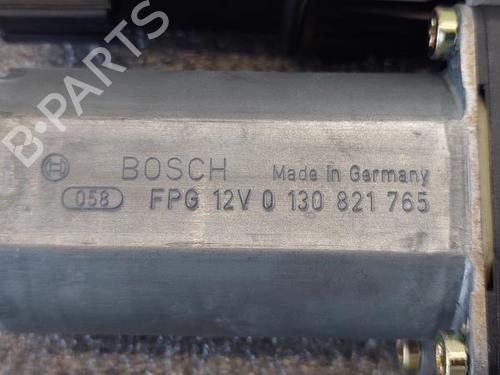 B-PARTS
BOSCH Made in Germany
058 FPG 12V 0 130 821 765